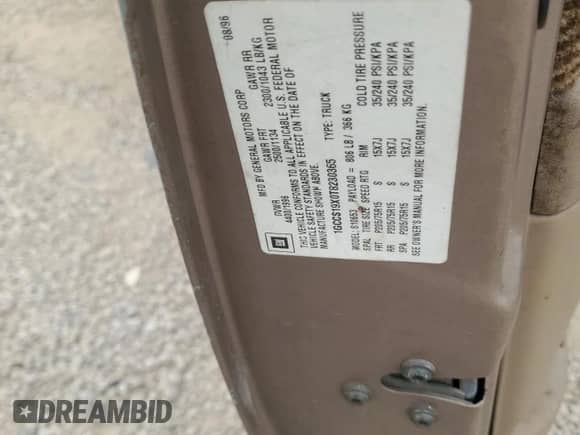 MFD BY GENERAL MOTORS CORP
08/96
GVWR GAWR FRT GAWR RR
4400/1996 2500/1134 2300/1043 LB/KG
THIS VEHICLE CONFORMS TO ALL APPLICABLE U.S. FEDERAL MOTOR
VEHICLE SAFETY STANDARDS IN EFFECT ON THE DATE OF
MANUFACTURE SHOWN ABOVE.
1GCCS19X0T8230365 TYPE: TRUCK
MODEL: S10653 PAYLOAD = 806 LB/ 366 KG
SPAL TIRE SIZE SPEED RTG RIM COLD TIRE PRESSURE
FRT P205/75R15 S 15X7J 35/240 PSI/KPA
RR P205/75R15 S 15X7J 35/240 PSI/KPA
SPA P205/75R15 S 15X7J 35/240 PSI/KPA
SEE OWNER'S MANUAL FOR MORE INFORMATION.
GM
DREAMBID